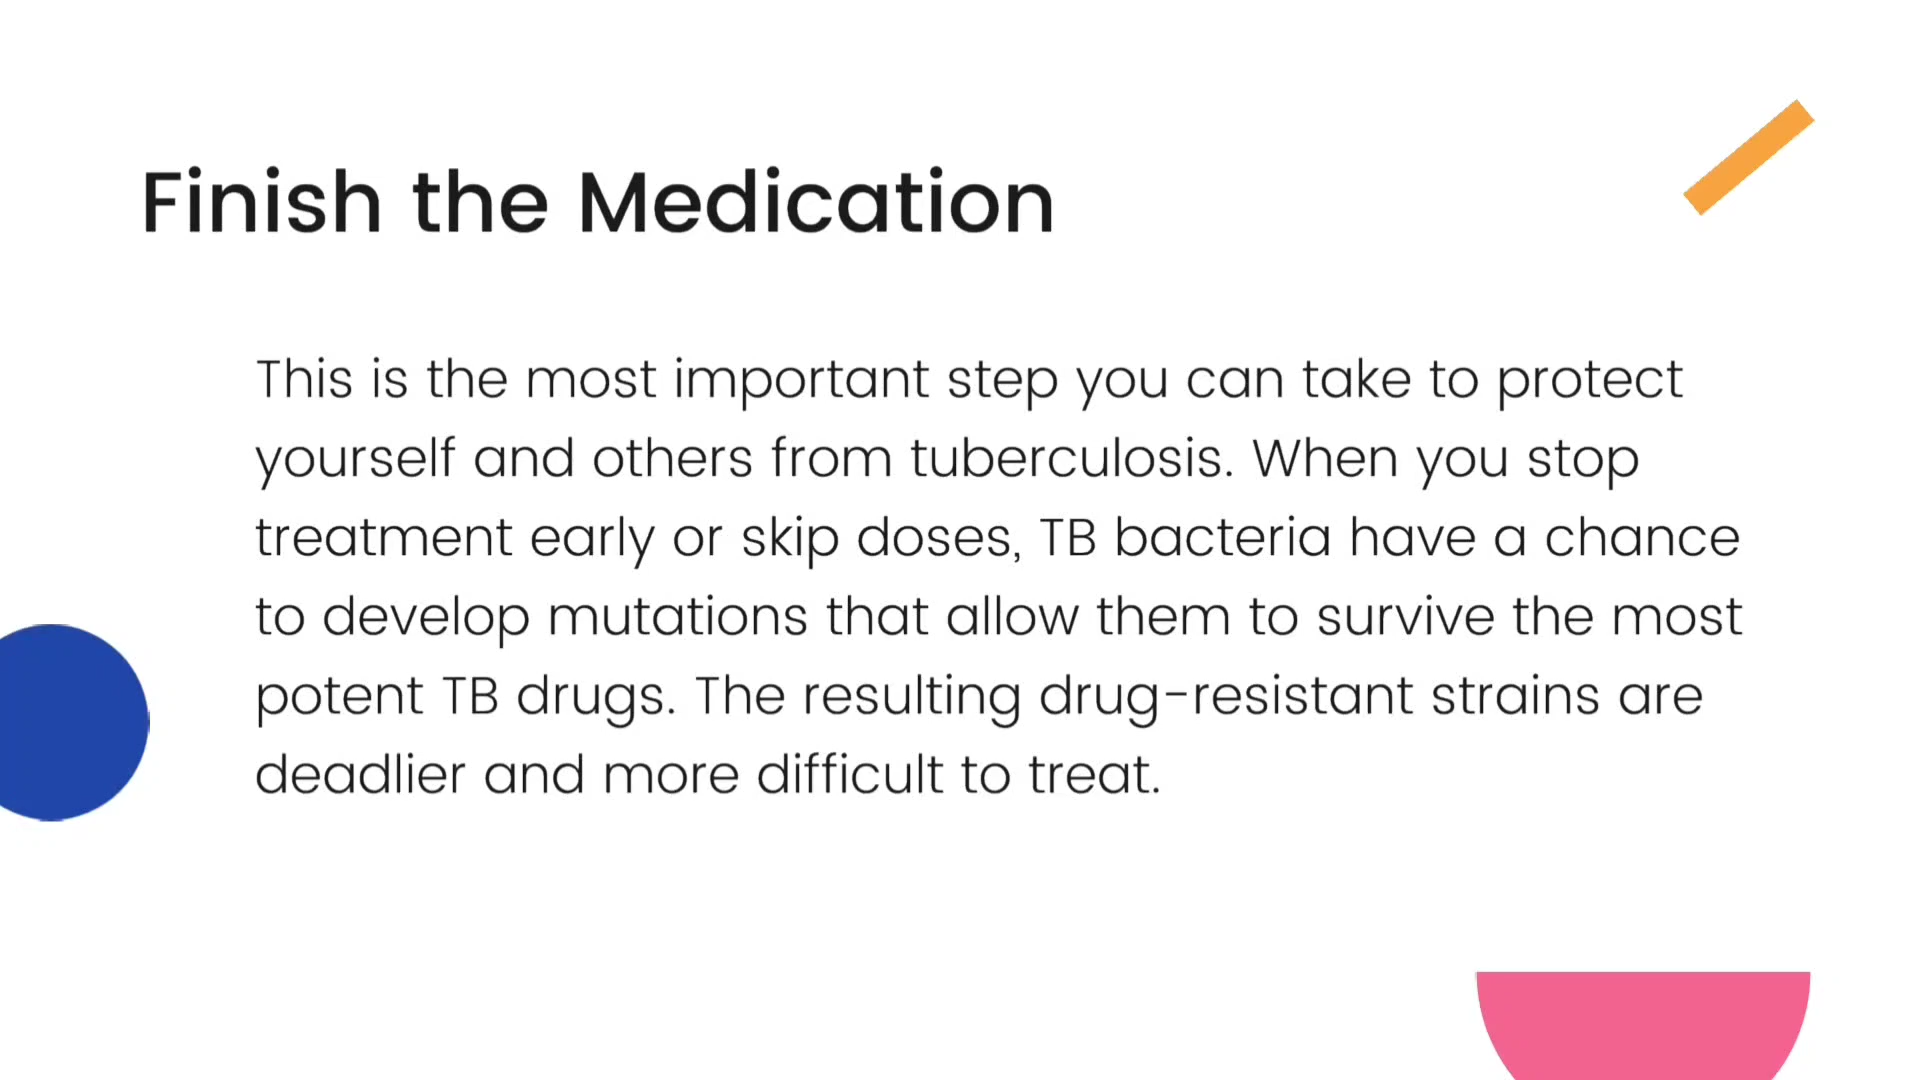 Finish the Medication
This is the most important step you can take to protect
yourself and others from tuberculosis. When you stop
treatment early or skip doses, TB bacteria have a chance
to develop mutations that allow them to survive the most
potent TB drugs. The resulting drug-resistant strains are
deadlier and more difficult to treat.